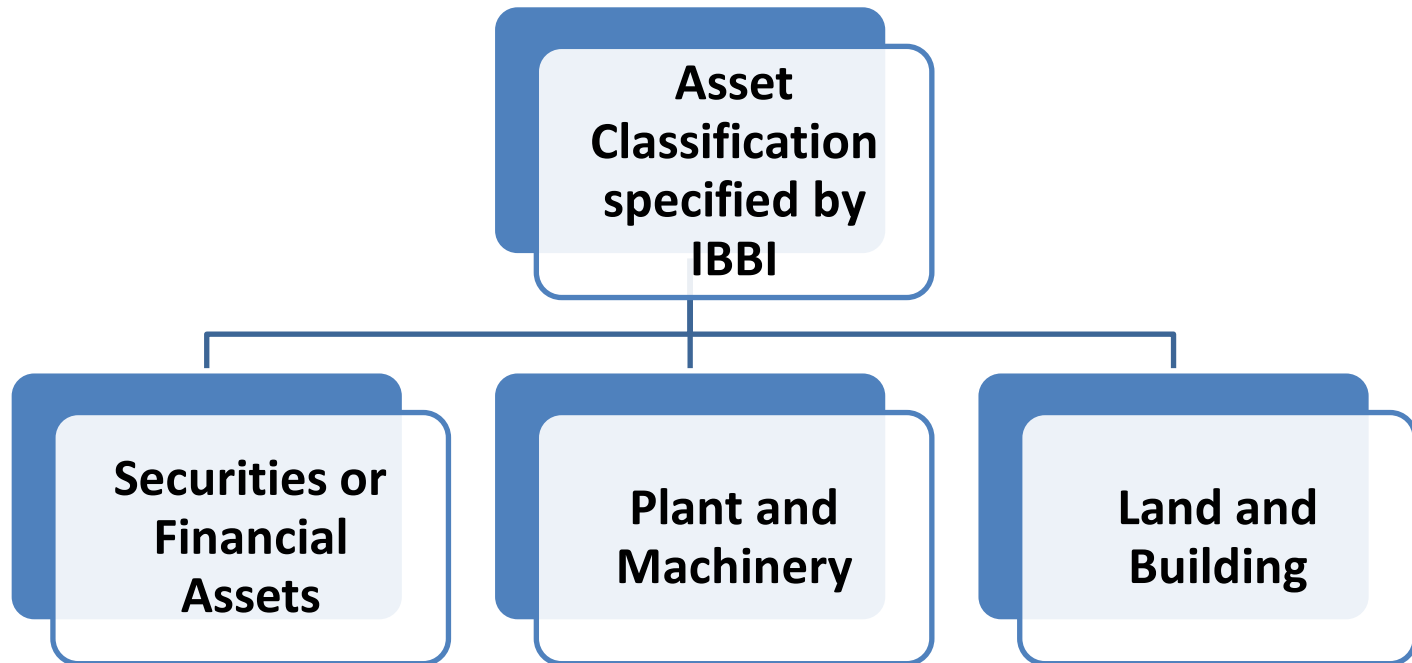 Asset
Classification
specified by
IBBI
Securities or
Financial
Assets
Plant and
Machinery
Land and
Building